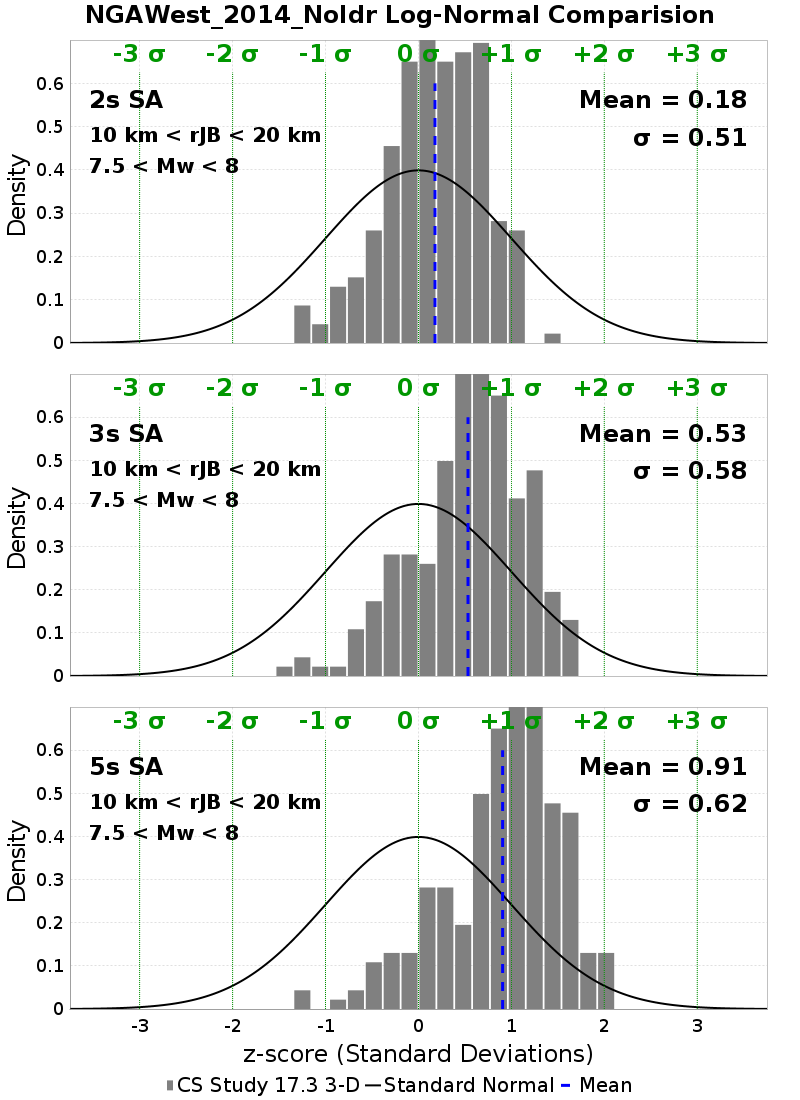 NGAWest_2014_NoIdr Log-Normal Comparision
-3 σ -2 σ -1 σ 0 σ +1 σ +2 σ +3 σ
0.6
2s SA Mean = 0.18
0.5
10 km < rJB < 20 km σ = 0.51
7.5 < Mw < 8
0.4
Density
0.3
0.2
0.1
0
-3 σ -2 σ -1 σ 0 σ +1 σ +2 σ +3 σ
0.6
3s SA Mean = 0.53
0.5
10 km < rJB < 20 km σ = 0.58
7.5 < Mw < 8
0.4
Density
0.3
0.2
0.1
0
-3 σ -2 σ -1 σ 0 σ +1 σ +2 σ +3 σ
0.6
5s SA Mean = 0.91
0.5
10 km < rJB < 20 km σ = 0.62
7.5 < Mw < 8
0.4
Density
0.3
0.2
0.1
0
-3 -2 -1 0 1 2 3
z-score (Standard Deviations)
CS Study 17.3 3-D Standard Normal Mean